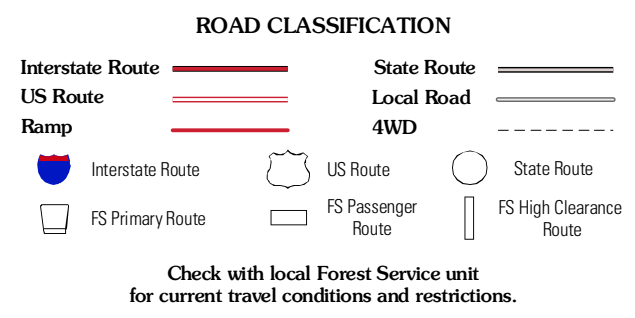 ROAD CLASSIFICATION
Interstate Route
State Route
US Route
Local Road
Ramp
4WD
Interstate Route
US Route
State Route
FS Primary Route
FS Passenger
Route
FS High Clearance
Route
Check with local Forest Service unit
for current travel conditions and restrictions.